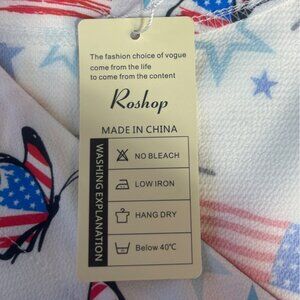 The fashion choice of vogue
come from the life
to come from the content
Roshop
MADE IN CHINA
WASHING EXPLANATION
NO BLEACH
LOW IRON
HANG DRY
Below 40℃